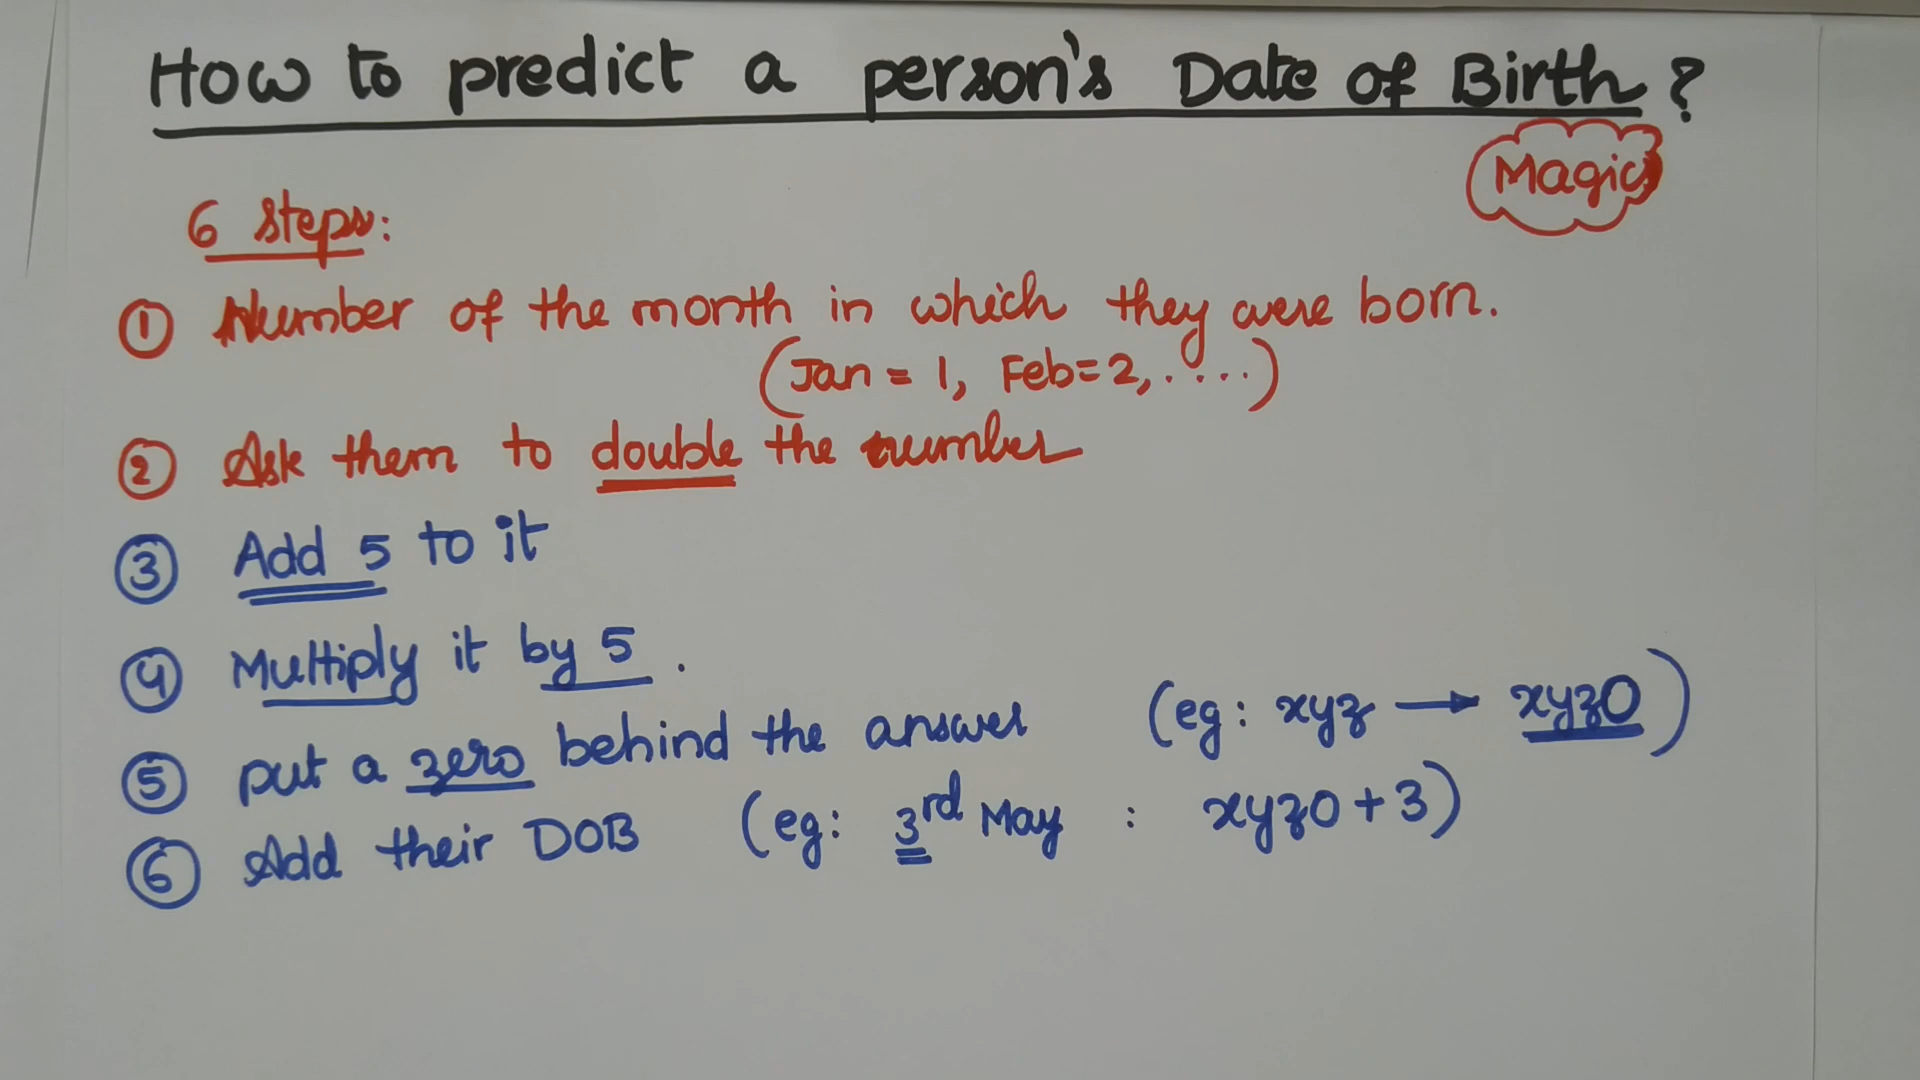 How to predict a person's Date of Birth?
Magic
6 steps:
① Number of the month in which they were born.
(Jan = 1, Feb=2, .....)
② Ask them to double the number
③ Add 5 to it
④ Multiply it by 5.
⑤ put a zero behind the answer (eg: xyz → xyz0)
⑥ Add their DOB (eg: 3rd May : xyz0+3)